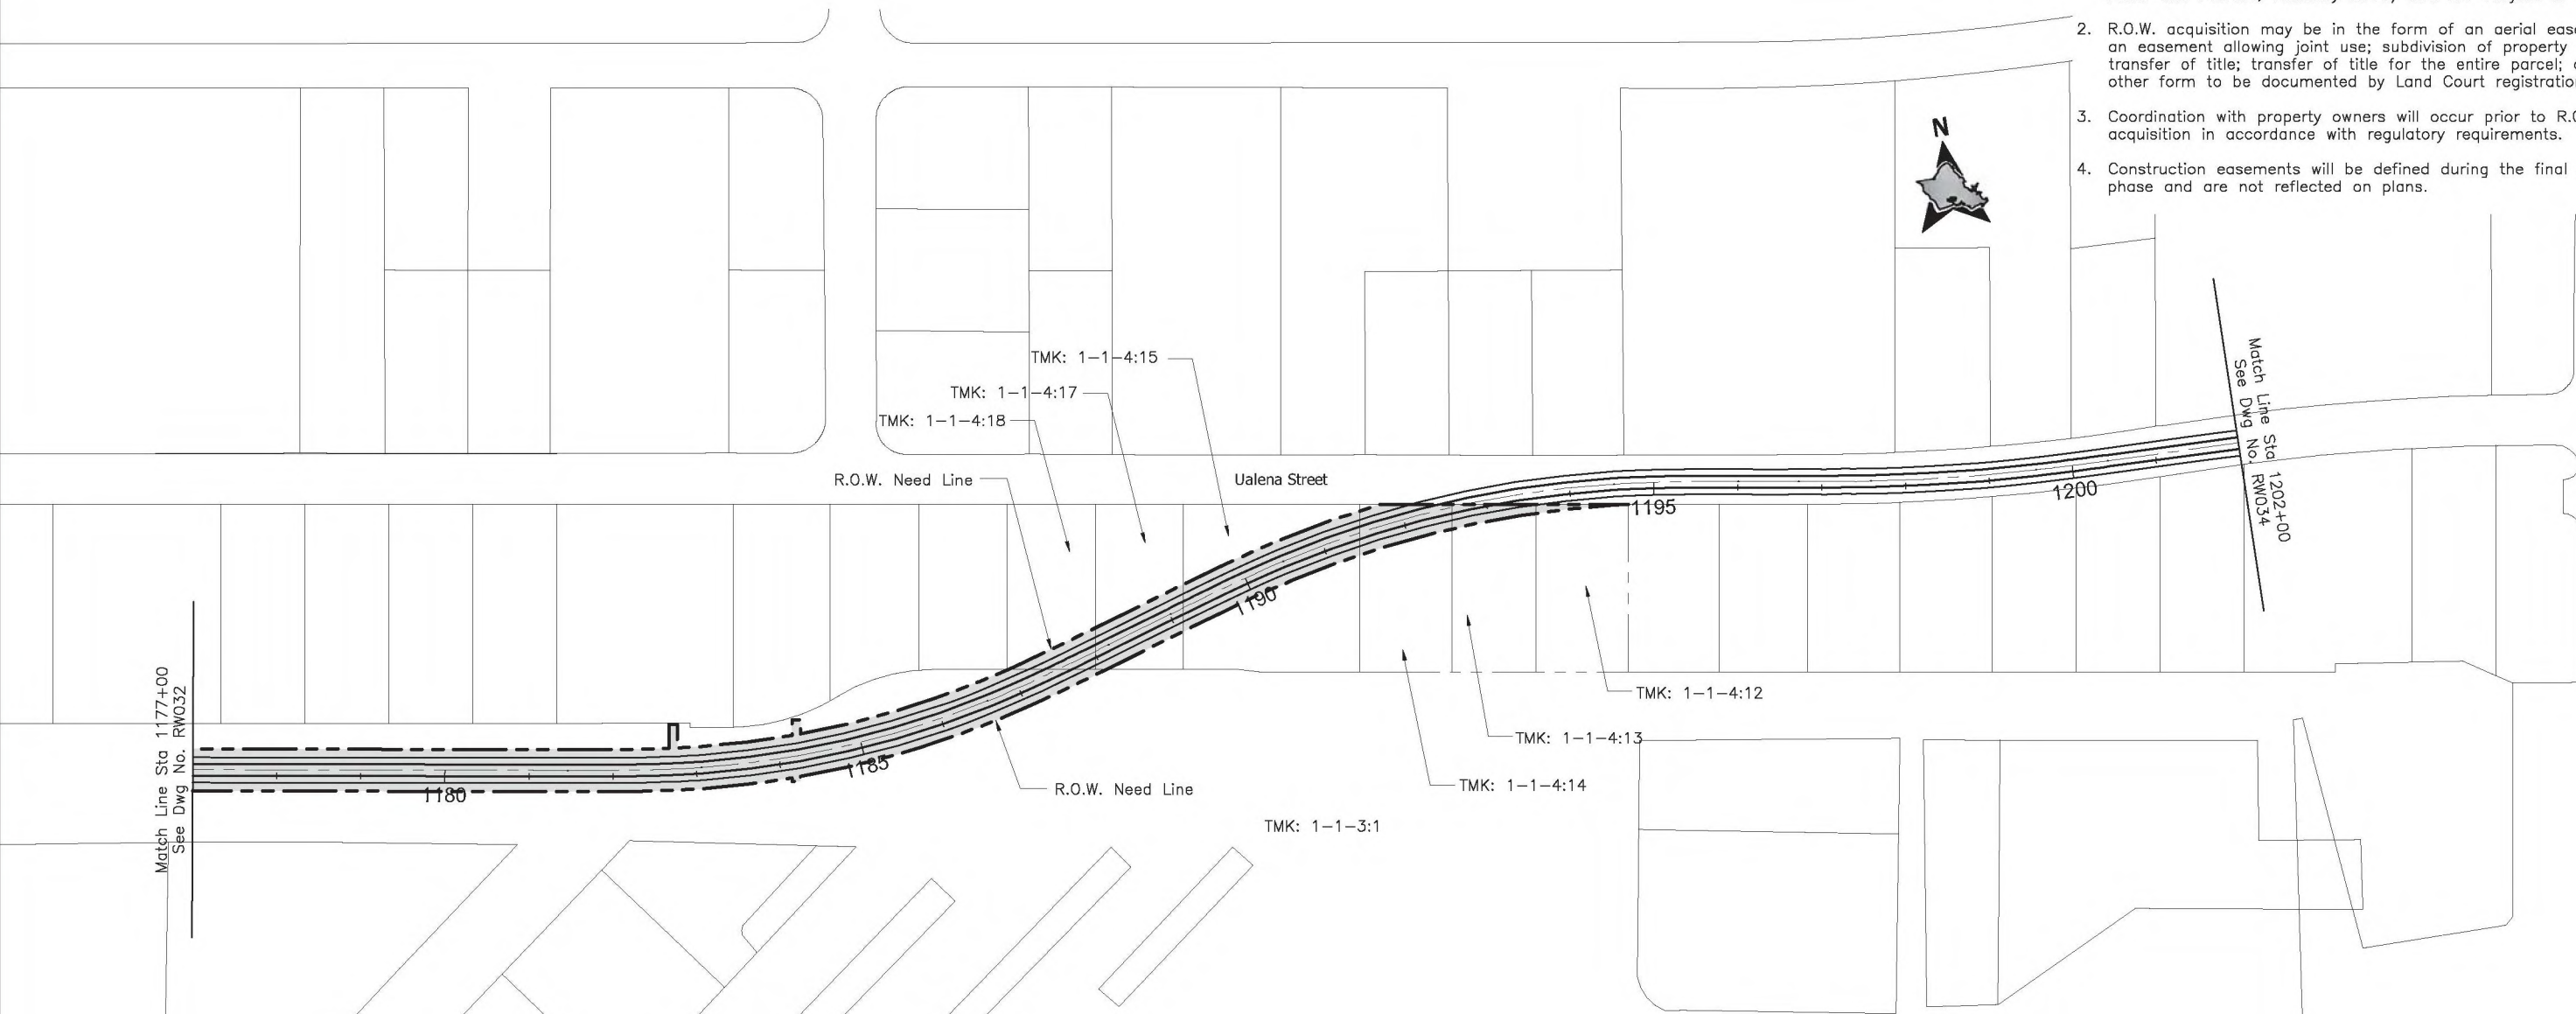 2. R.O.W. acquisition may be in the form of an aerial
an easement allowing joint use; subdivision of property
transfer of title; transfer of title for the entire parcel;
other form to be documented by Land Court
3. Coordination with property owners will occur prior to
acquisition in accordance with regulatory requirements.
4. Construction easements will be defined during the final
phase and are not reflected on plans.
N
TMK: 1-1-4:15
TMK: 1-1-4:17
TMK: 1-1-4:18
R.O.W. Need Line
Ualena Street
1195
1200
Match Line Sta 1202+00
See Dwg No. RW034
1190
Match Line Sta 1177+00
See Dwg No. RW032
TMK: 1-1-4:12
TMK: 1-1-4:13
TMK: 1-1-4:14
1185
1180
R.O.W. Need Line
TMK: 1-1-3:1